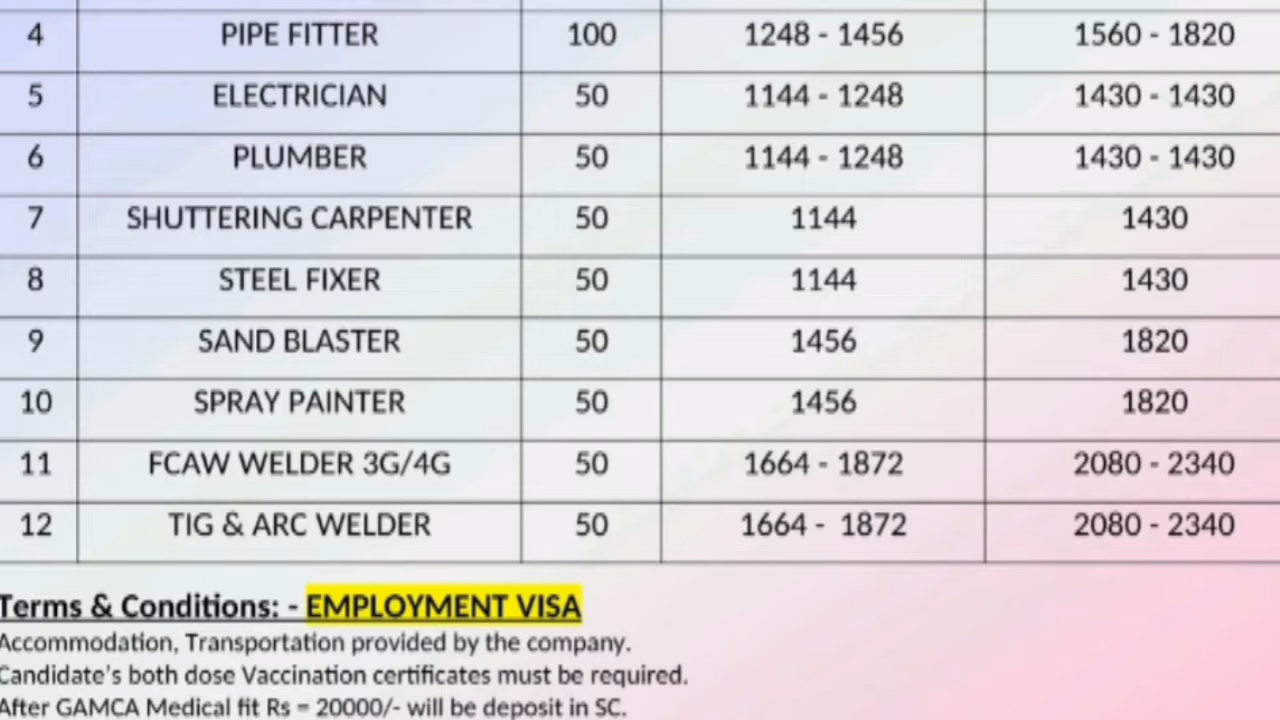 4 PIPE FITTER 100 1248 - 1456 1560 - 1820
5 ELECTRICIAN 50 1144 - 1248 1430 - 1430
6 PLUMBER 50 1144 - 1248 1430 - 1430
7 SHUTTERING CARPENTER 50 1144 1430
8 STEEL FIXER 50 1144 1430
9 SAND BLASTER 50 1456 1820
10 SPRAY PAINTER 50 1456 1820
11 FCAW WELDER 3G/4G 50 1664 - 1872 2080 - 2340
12 TIG & ARC WELDER 50 1664 - 1872 2080 - 2340
Terms & Conditions: - EMPLOYMENT VISA
Accommodation, Transportation provided by the company.
Candidate's both dose Vaccination certificates must be required.
After GAMCA Medical fit Rs = 20000/- will be deposit in SC.